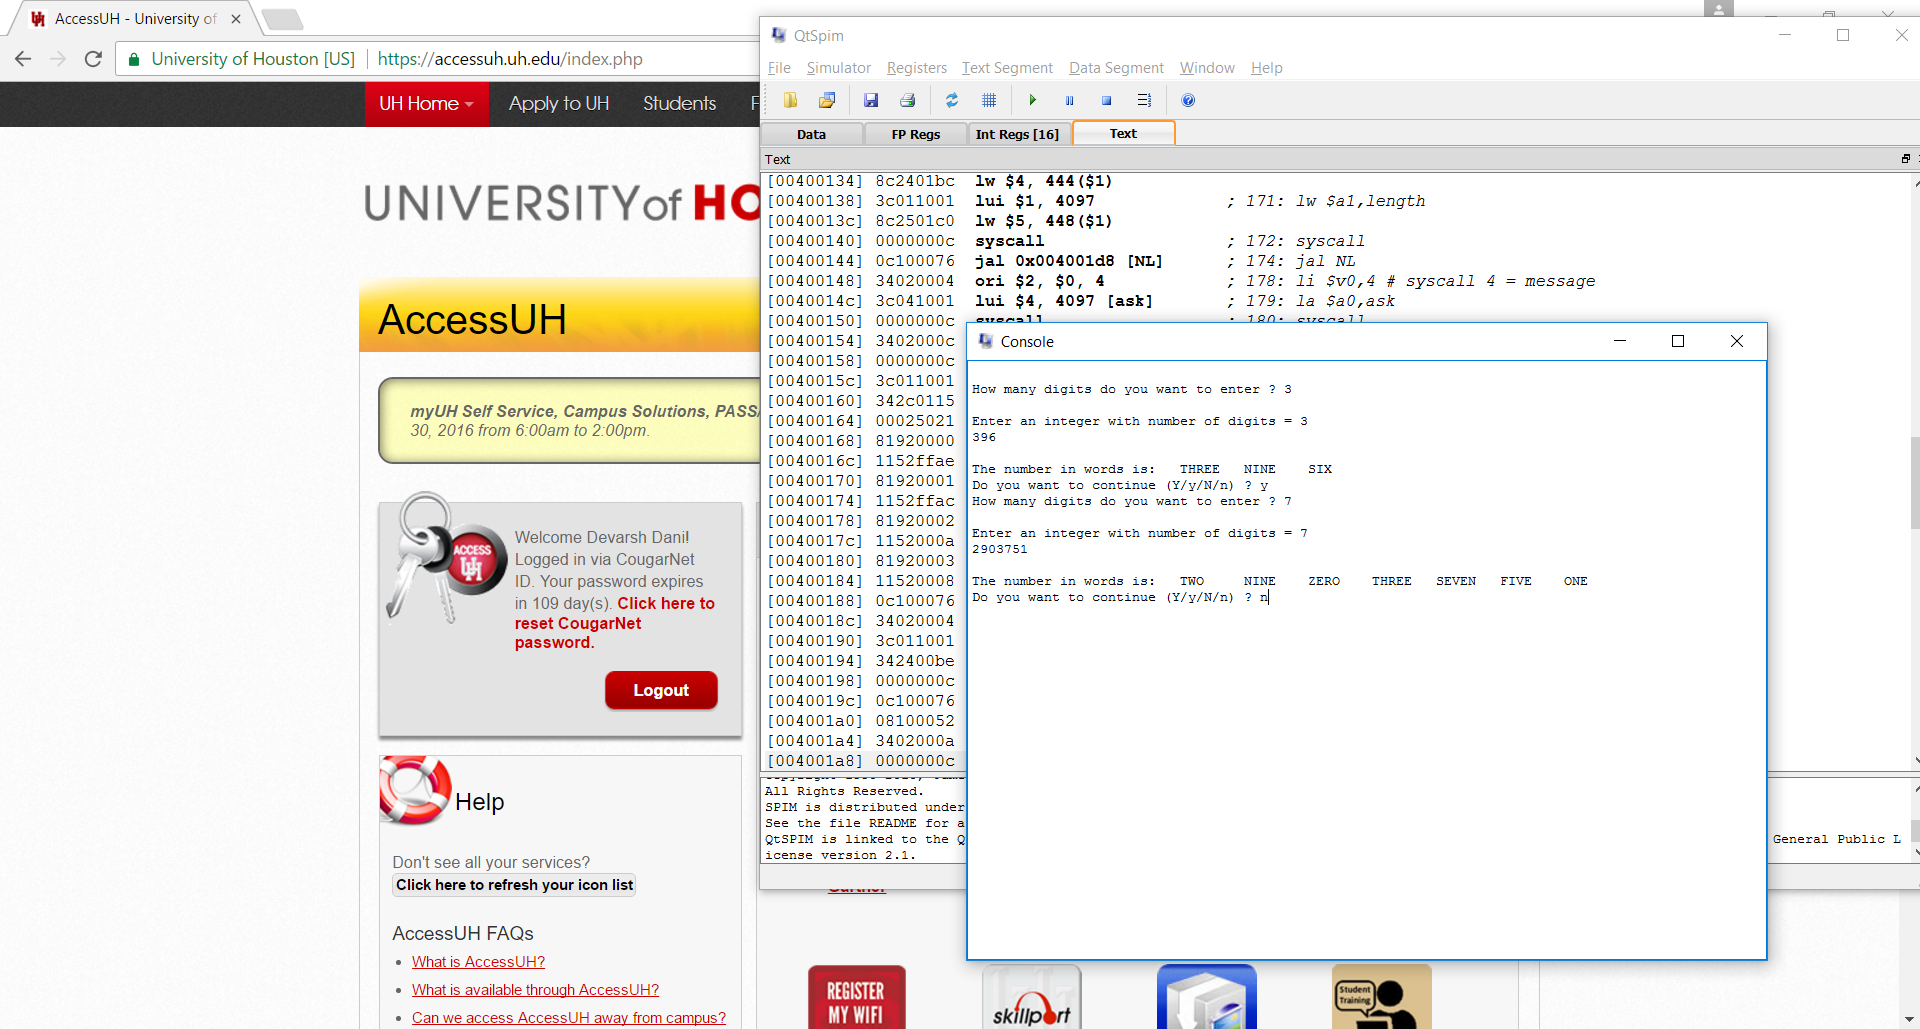 AccessUH - University of
University of Houston [US] https://accessuh.uh.edu/index.php
UH Home Apply to UH Students
UNIVERSITY of HO
AccessUH
myUH Self Service, Campus Solutions, PASS
30, 2016 from 6:00am to 2:00pm.
ACCESS
UH
Welcome Devarsh Dani!
Logged in via CougarNet
ID. Your password expires
in 109 day(s). Click here to
reset CougarNet
password.
Logout
Help
Don't see all your services?
Click here to refresh your icon list
AccessUH FAQs
What is AccessUH?
What is available through AccessUH?
Can we access AccessUH away from campus?
QtSpim
File Simulator Registers Text Segment Data Segment Window Help
Data FP Regs Int Regs [16] Text
Text
[00400134] 8c2401bc lw $4, 444($1)
[00400138] 3c011001 lui $1, 4097 ; 171: lw $a1,length
[0040013c] 8c2501c0 lw $5, 448($1)
[00400140] 0000000c syscall ; 172: syscall
[00400144] 0c100076 jal 0x004001d8 [NL] ; 174: jal NL
[00400148] 34020004 ori $2, $0, 4 ; 178: li $v0,4 # syscall 4 = message
[0040014c] 3c041001 lui $4, 4097 [ask] ; 179: la $a0,ask
[00400150] 0000000c syscall ; 180: syscall
[00400154] 3402000c
[00400158] 0000000c
[0040015c] 3c011001
[00400160] 342c0115
[00400164] 00025021
[00400168] 81920000
[0040016c] 1152ffae
[00400170] 81920001
[00400174] 1152ffac
[00400178] 81920002
[0040017c] 1152000a
[00400180] 81920003
[00400184] 11520008
[00400188] 0c100076
[0040018c] 34020004
[00400190] 3c011001
[00400194] 342400be
[00400198] 0000000c
[0040019c] 0c100076
[004001a0] 08100052
[004001a4] 3402000a
[004001a8] 0000000c
All Rights Reserved.
SPIM is distributed under
See the file README for a
QtSPIM is linked to the Q General Public L
icense version 2.1.
Console
How many digits do you want to enter ? 3
Enter an integer with number of digits = 3
396
The number in words is: THREE NINE SIX
Do you want to continue (Y/y/N/n) ? y
How many digits do you want to enter ? 7
Enter an integer with number of digits = 7
2903751
The number in words is: TWO NINE ZERO THREE SEVEN FIVE ONE
Do you want to continue (Y/y/N/n) ? n
REGISTER
MY WIFI
skillport
Student
Training